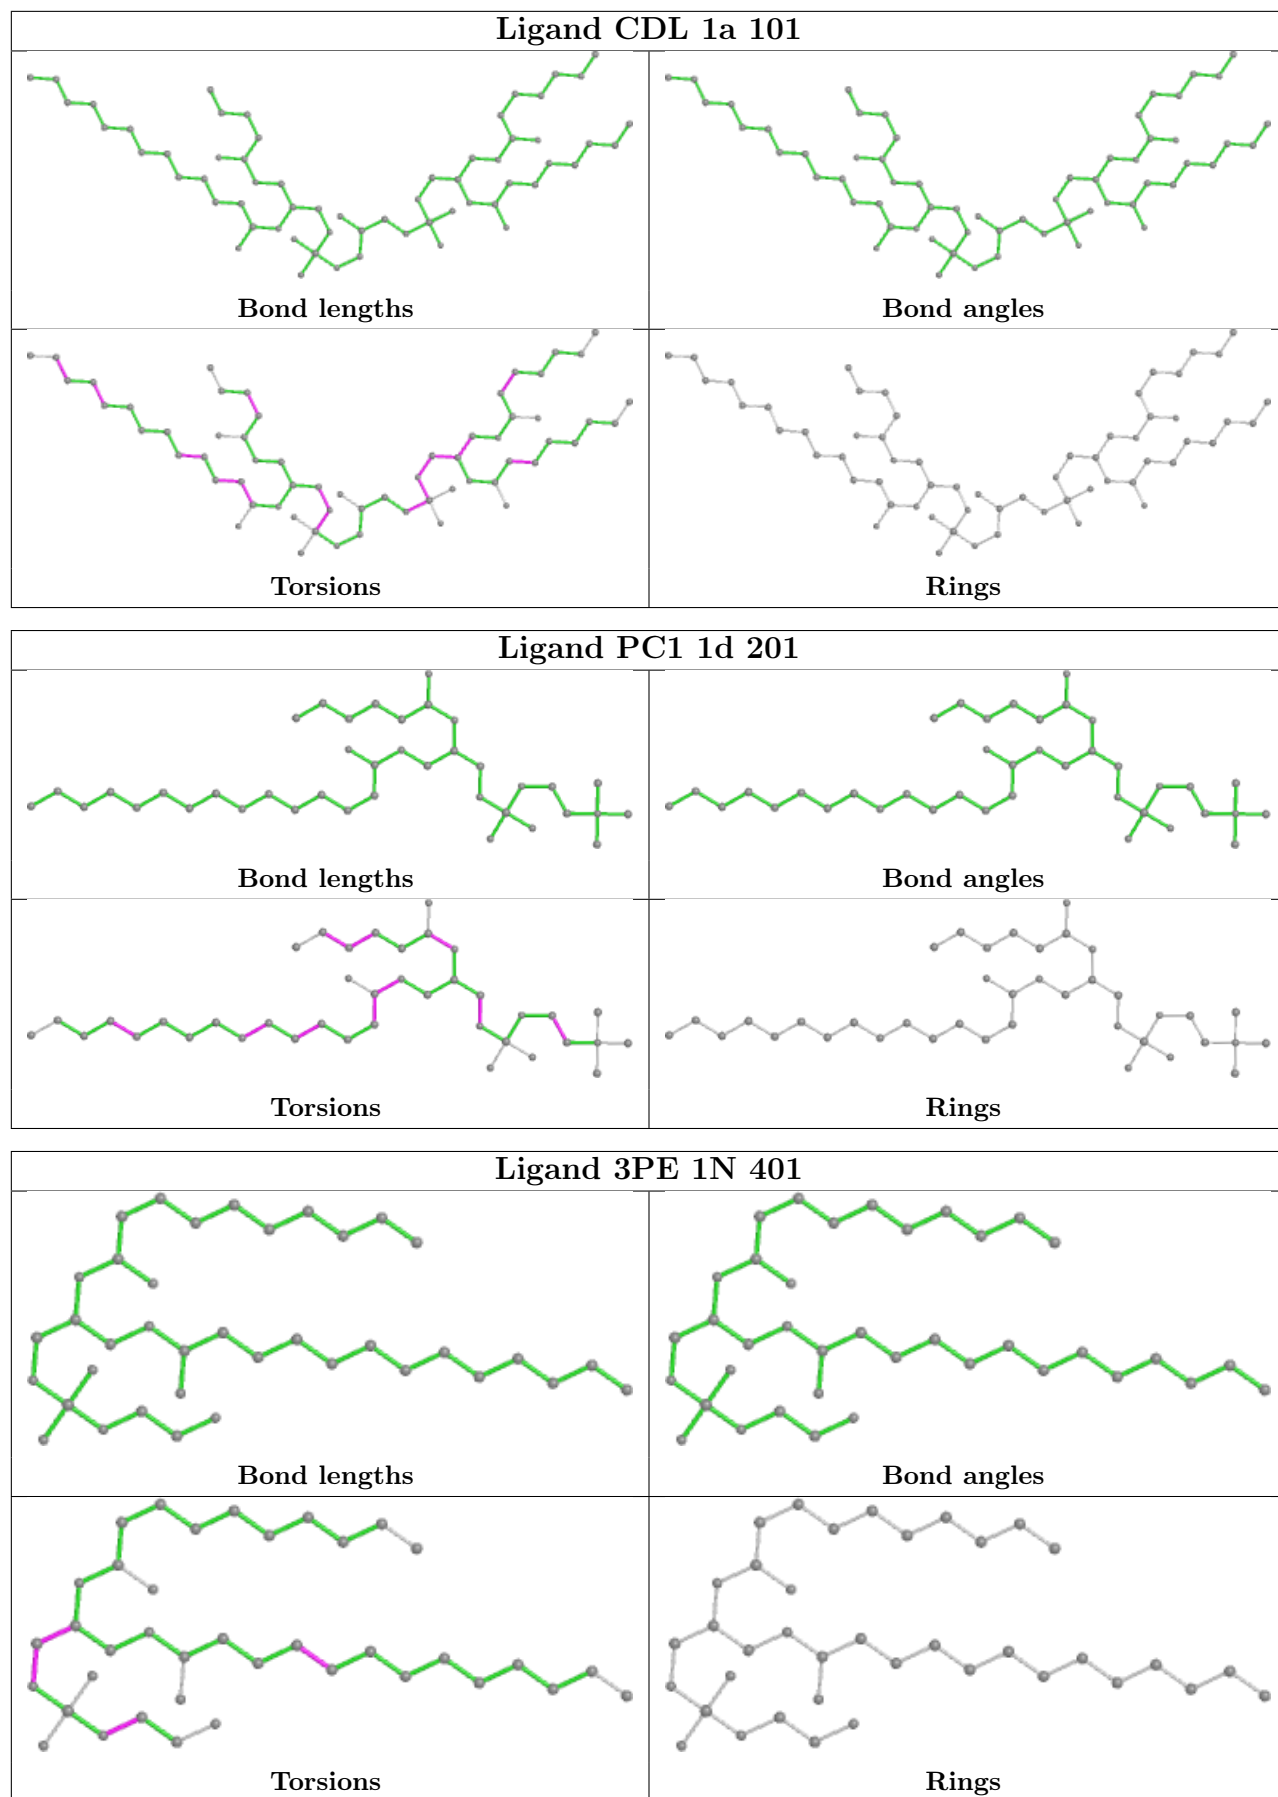 Ligand CDL 1a 101
Bond lengths
Bond angles
Torsions
Rings
Ligand PC1 1d 201
Bond lengths
Bond angles
Torsions
Rings
Ligand 3PE 1N 401
Bond lengths
Bond angles
Torsions
Rings